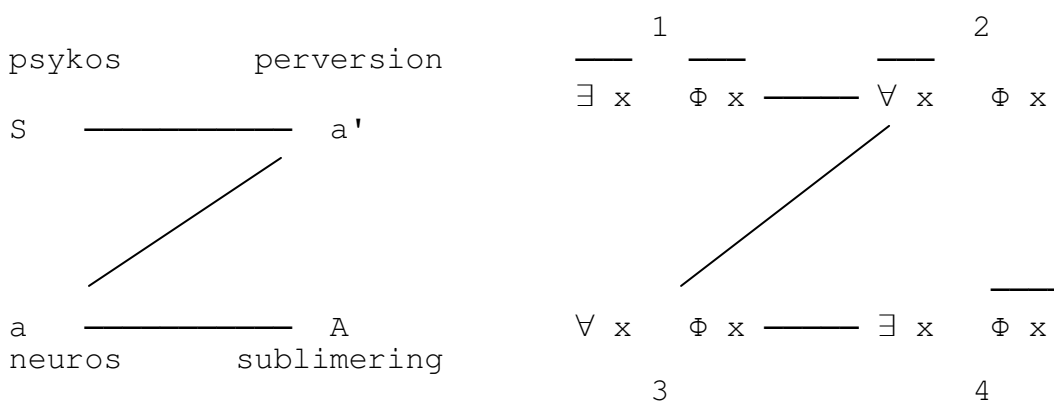 1 2
psykos perversion
∃̅ x̅ Φ̅ x̅ ∀̅ x̅ Φ x
S a'
a A
∀ x Φ x ∃ x Φ̅ x̅
neuros sublimering
3 4